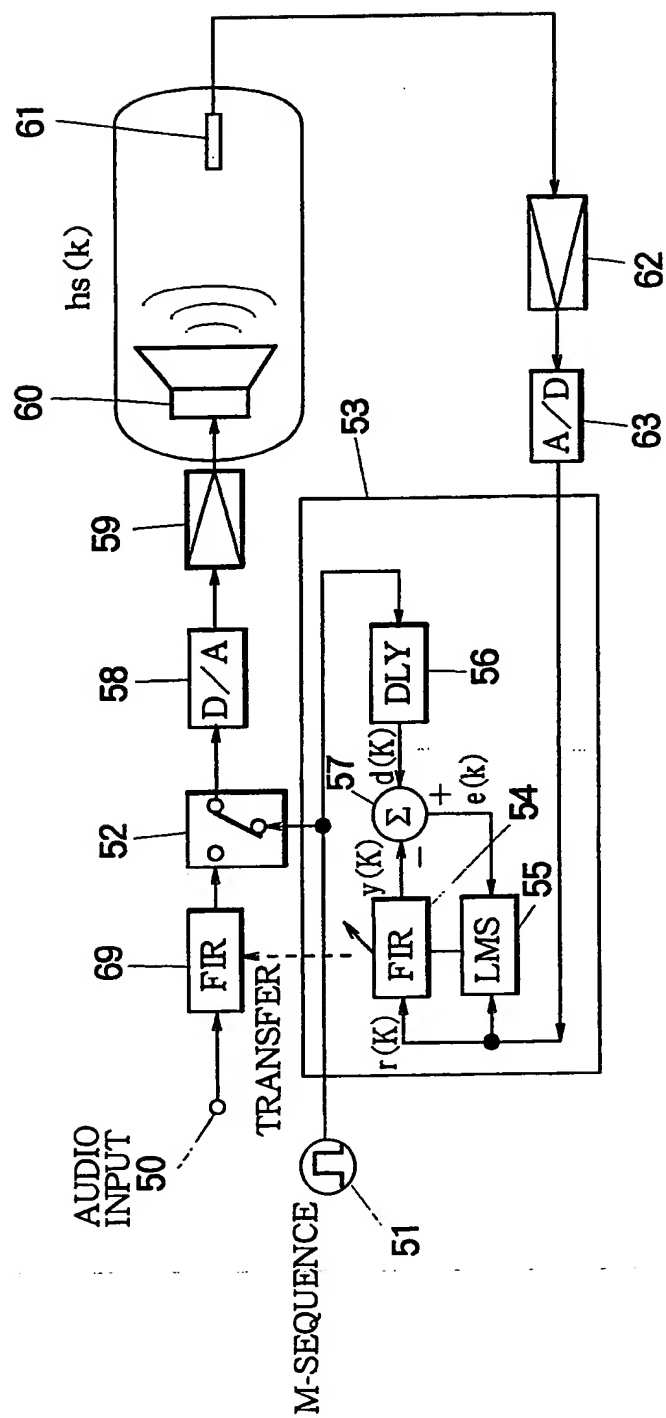 AUDIO
INPUT
50
69
FIR
52
58
D/A
59
60
hs(k)
61
TRANSFER
M-SEQUENCE
51
53
r(K)
FIR
54
y(K)
57
Σ
−
+
d(K)
e(k)
DLY
56
LMS
55
A/D
63
62